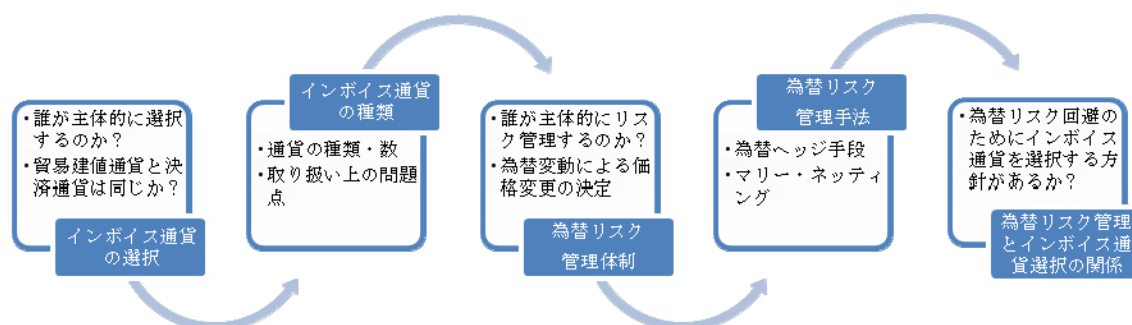 ・誰が主体的に選択
するのか？
・貿易建値通貨と決
済通貨は同じか？
インボイス通貨
の選択
インボイス通貨
の種類
・通貨の種類・数
・取り扱い上の問題
点
・誰が主体的にリス
ク管理するのか？
・為替変動による価
格変更の決定
為替リスク
管理体制
為替リスク
管理手法
・為替ヘッジ手段
・マリー・ネッティ
ング
・為替リスク回避の
ためにインボイス
通貨を選択する方
針があるか？
為替リスク管理
とインボイス通
貨選択の関係